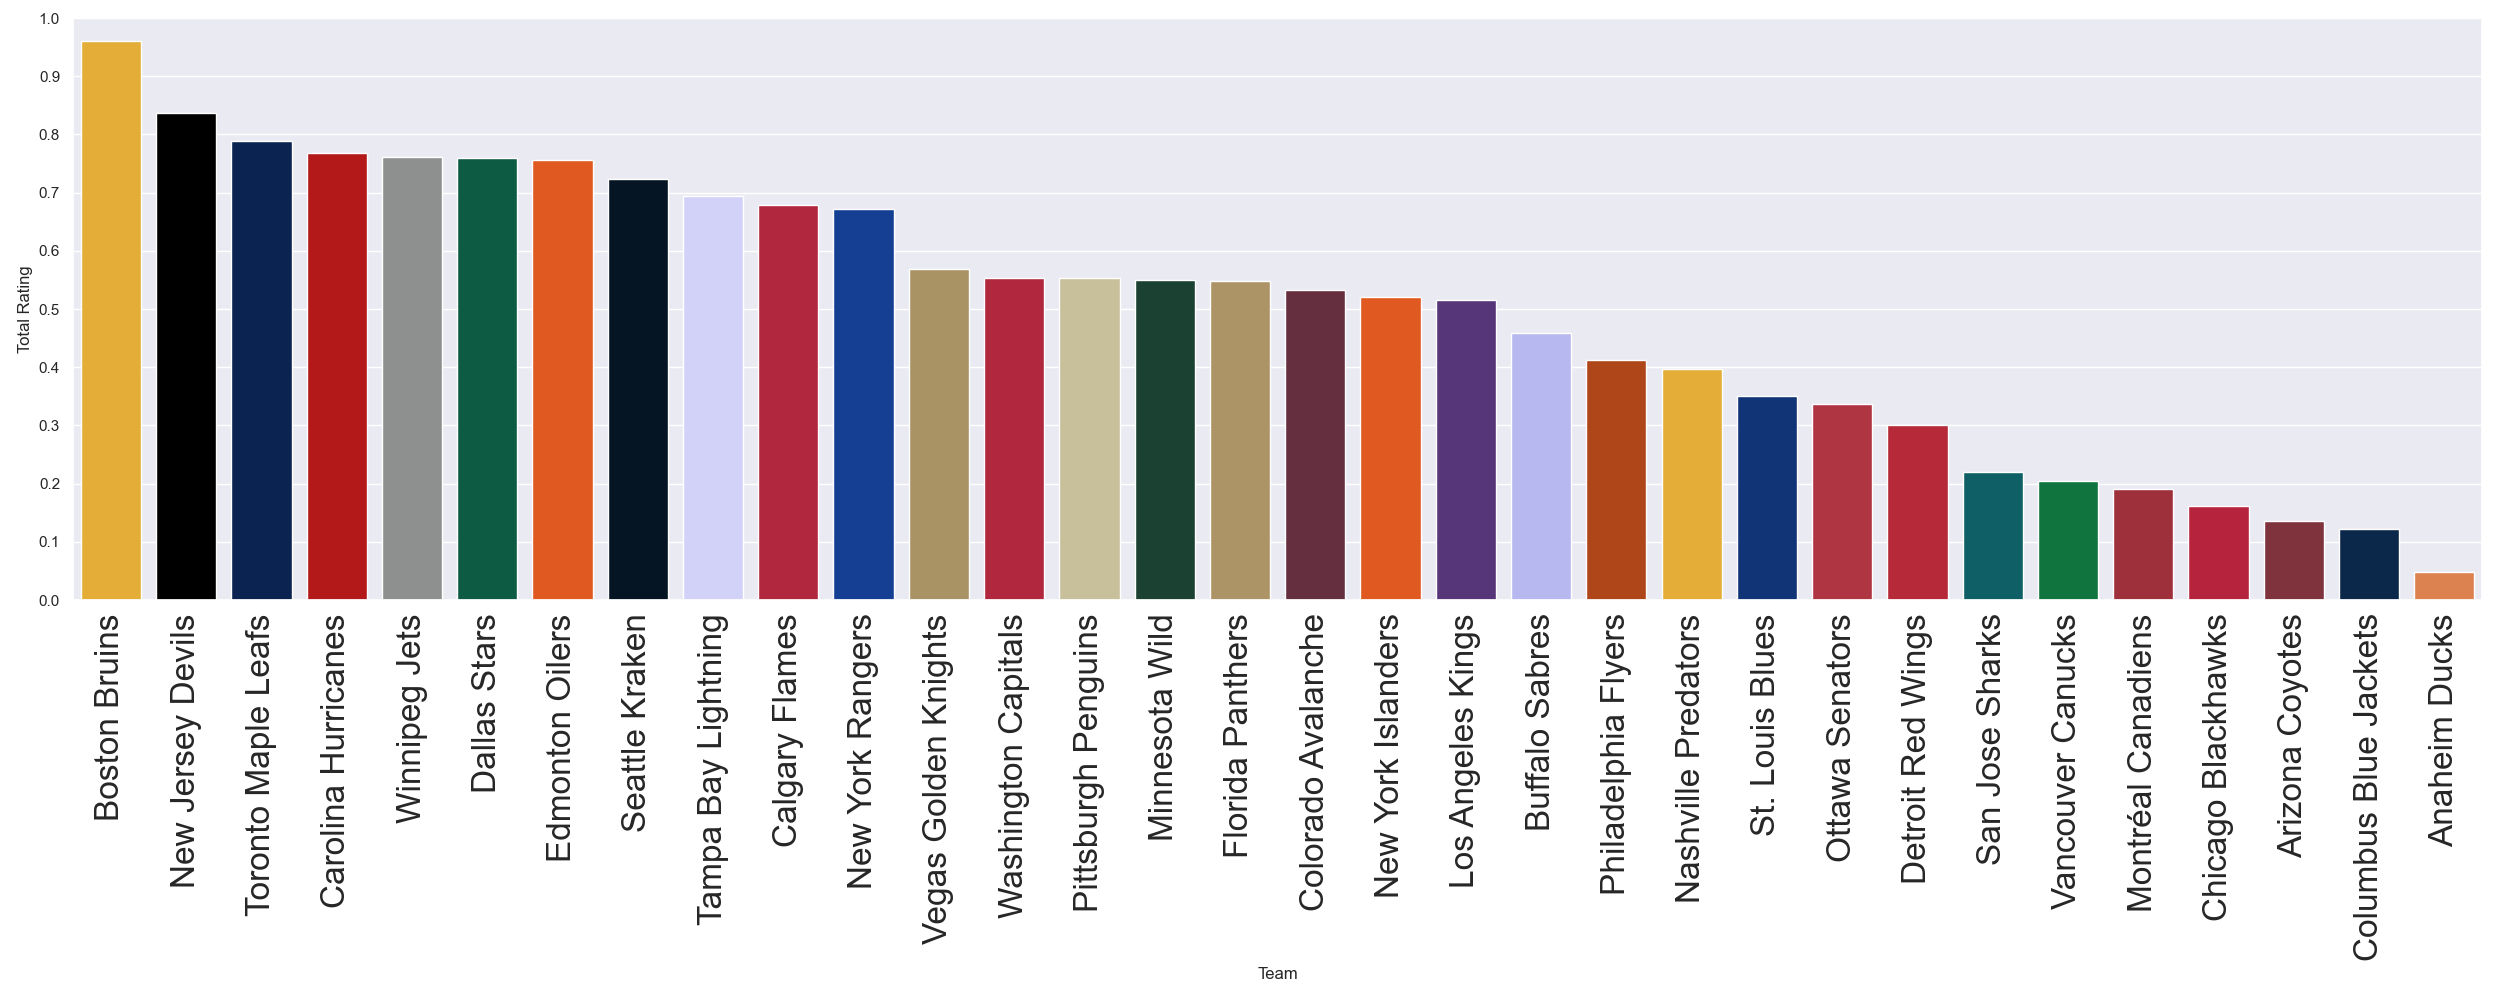 1.0
0.9
0.8
0.7
0.6
0.5
0.4
0.3
0.2
0.1
0.0
Total Rating
Boston Bruins
New Jersey Devils
Toronto Maple Leafs
Carolina Hurricanes
Winnipeg Jets
Dallas Stars
Edmonton Oilers
Seattle Kraken
Tampa Bay Lightning
Calgary Flames
New York Rangers
Vegas Golden Knights
Washington Capitals
Pittsburgh Penguins
Minnesota Wild
Florida Panthers
Colorado Avalanche
New York Islanders
Los Angeles Kings
Buffalo Sabres
Philadelphia Flyers
Nashville Predators
St. Louis Blues
Ottawa Senators
Detroit Red Wings
San Jose Sharks
Vancouver Canucks
Montréal Canadiens
Chicago Blackhawks
Arizona Coyotes
Columbus Blue Jackets
Anaheim Ducks
Team